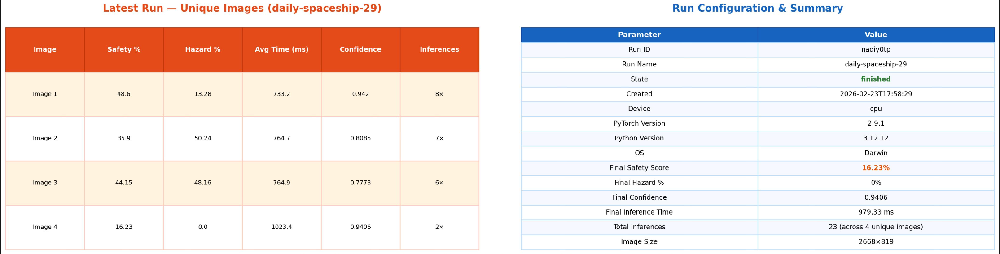 Latest Run — Unique Images (daily-spaceship-29)
Image Safety % Hazard % Avg Time (ms) Confidence Inferences
Image 1 48.6 13.28 733.2 0.942 8×
Image 2 35.9 50.24 764.7 0.8085 7×
Image 3 44.15 48.16 764.9 0.7773 6×
Image 4 16.23 0.0 1023.4 0.9406 2×
Run Configuration & Summary
Parameter Value
Run ID nadiy0tp
Run Name daily-spaceship-29
State finished
Created 2026-02-23T17:58:29
Device cpu
PyTorch Version 2.9.1
Python Version 3.12.12
OS Darwin
Final Safety Score 16.23%
Final Hazard % 0%
Final Confidence 0.9406
Final Inference Time 979.33 ms
Total Inferences 23 (across 4 unique images)
Image Size 2668×819